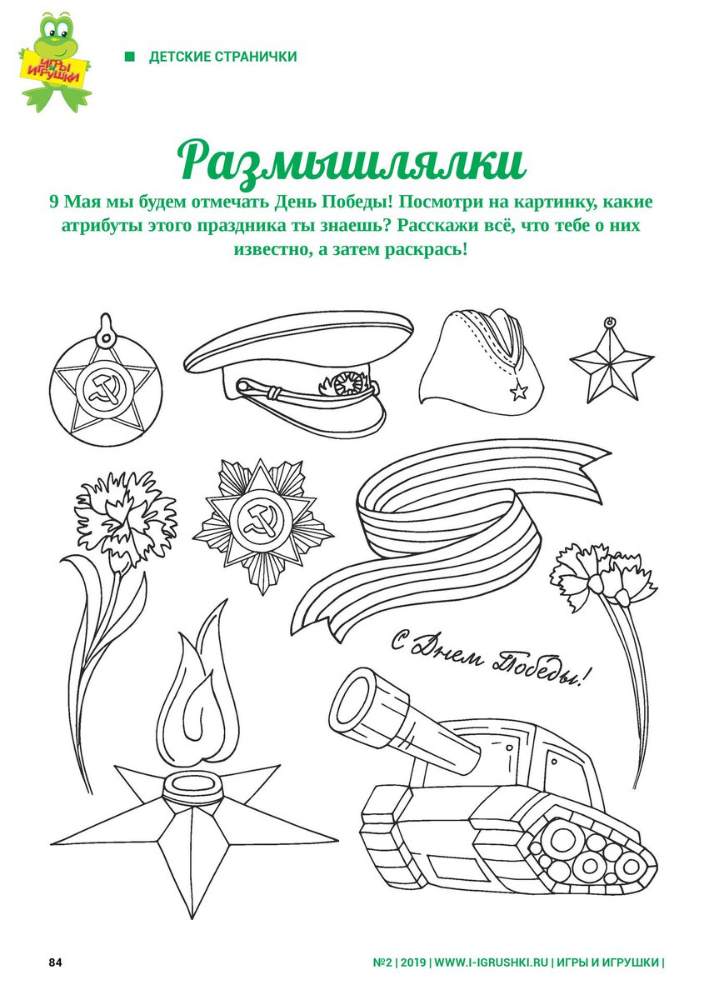 ИГРЫ
И
ИГРУШКИ
ДЕТСКИЕ СТРАНИЧКИ
Размышлялки
9 Мая мы будем отмечать День Победы! Посмотри на картинку, какие
атрибуты этого праздника ты знаешь? Расскажи всё, что тебе о них
известно, а затем раскрась!
С Днем Победы!
84
№2 | 2019 | WWW.I-IGRUSHKI.RU | ИГРЫ И ИГРУШКИ |